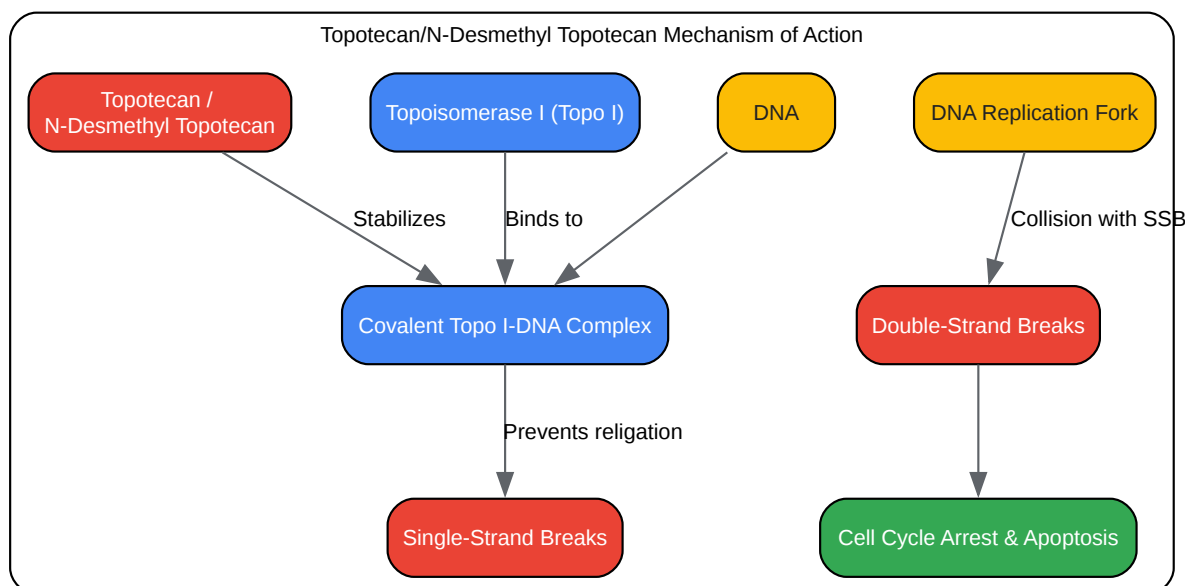 Topotecan/N-Desmethyl Topotecan Mechanism of Action
Topotecan /
N-Desmethyl Topotecan
Topoisomerase I (Topo I)
DNA
DNA Replication Fork
Stabilizes
Binds to
Collision with SSB
Covalent Topo I-DNA Complex
Double-Strand Breaks
Prevents religation
Single-Strand Breaks
Cell Cycle Arrest & Apoptosis